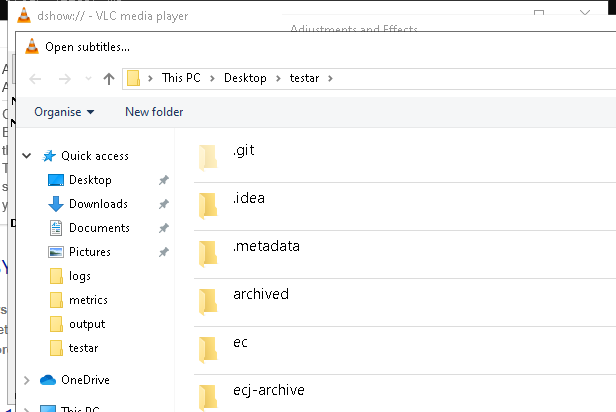 dshow:// - VLC media player
Adjustments and Effects
Open subtitles...
This PC > Desktop > testar >
Organise
New folder
Quick access
Desktop
Downloads
Documents
Pictures
logs
metrics
output
testar
OneDrive
This PC
.git
.idea
.metadata
archived
ec
ecj-archive